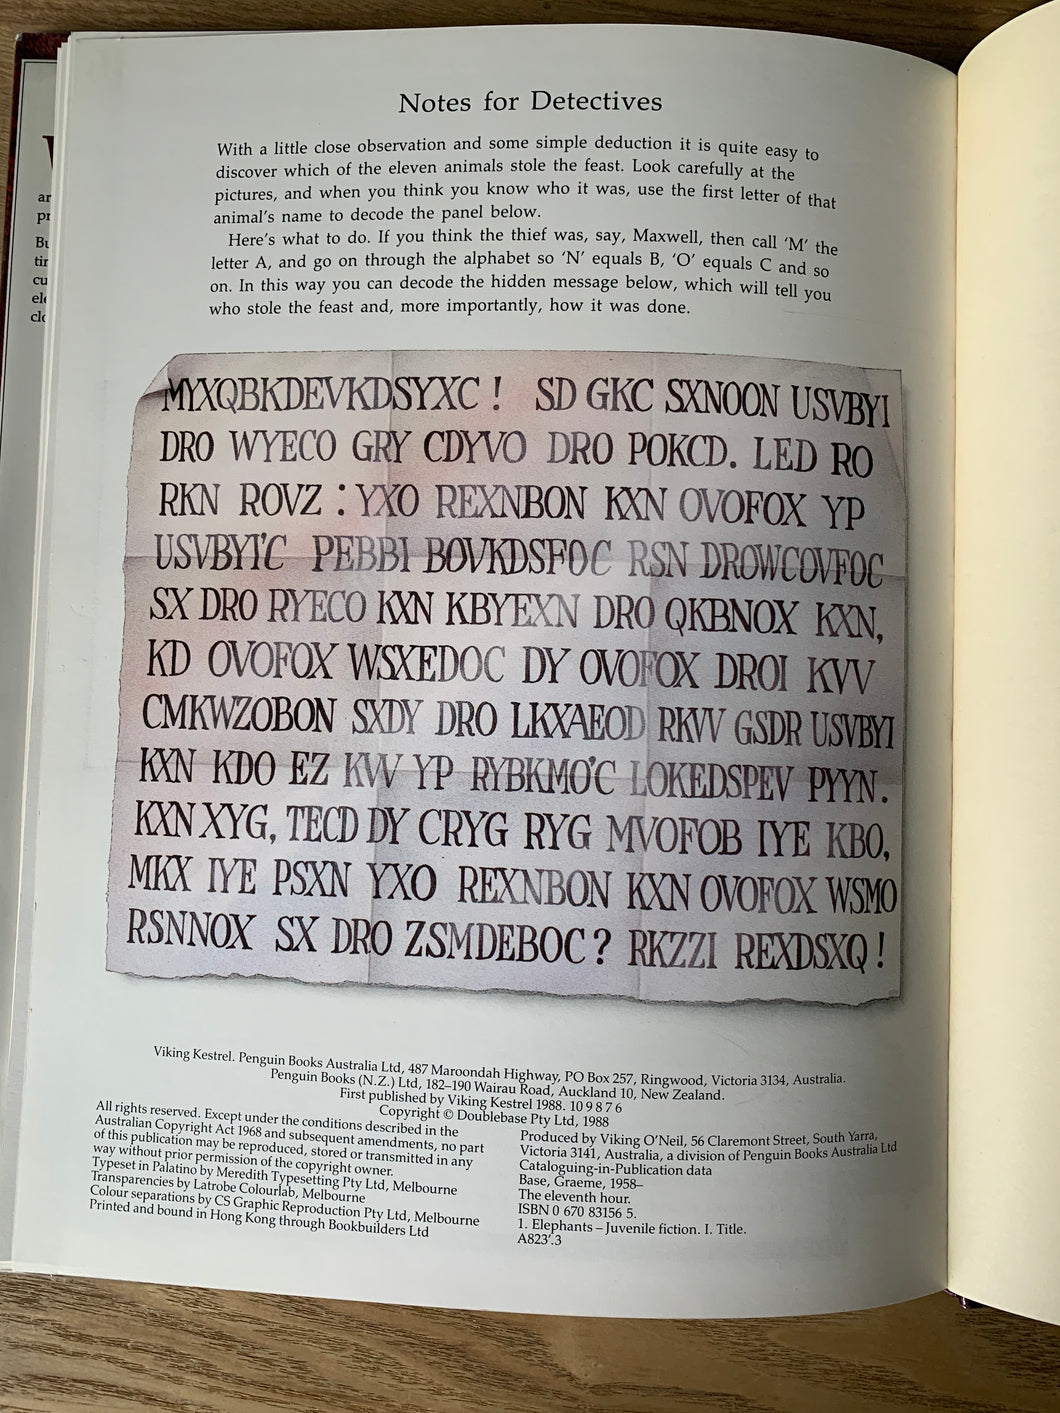 Notes for Detectives
With a little close observation and some simple deduction it is quite easy to
discover which of the eleven animals stole the feast. Look carefully at the
pictures, and when you think you know who it was, use the first letter of that
animal's name to decode the panel below.
Here's what to do. If you think the thief was, say, Maxwell, then call 'M' the
letter A, and go on through the alphabet so 'N' equals B, 'O' equals C and so
on. In this way you can decode the hidden message below, which will tell you
who stole the feast and, more importantly, how it was done.
MYXQBKDEVKDSYXC ! SD GKC SXNOON USVBYI
DRO WYECO GRY CDYVO DRO POKCD. LED RO
RKN ROVZ : YXO REXNBON KXN OVOFOX YP
USVBYI'C PEBBI BOVKDSFOC RSN DROWCOVFOC
SX DRO RYECO KXN KBYEXN DRO QKBNOX KXN,
KD OVOFOX WSXEDOC DY OVOFOX DROI KVV
CMKWZOBON SXDY DRO LKXAEOD RKVV GSDR USVBYI
KXN KDO EZ KVV YP RYBKMO'C LOKEDSPEV PYYN.
KXN XYG, TECD DY CRYG RYG MVOFOB IYE KBO,
MKX IYE PSXN YXO REXNBON KXN OVOFOX WSMO
RSNNOX SX DRO ZSMDEBOC ? RKZZI REXDSXQ !
Viking Kestrel. Penguin Books Australia Ltd, 487 Maroondah Highway, PO Box 257, Ringwood, Victoria 3134, Australia.
Penguin Books (N.Z.) Ltd, 182–190 Wairau Road, Auckland 10, New Zealand.
First published by Viking Kestrel 1988. 10 9 8 7 6
Copyright © Doublebase Pty Ltd, 1988
All rights reserved. Except under the conditions described in the
Australian Copyright Act 1968 and subsequent amendments, no part
of this publication may be reproduced, stored or transmitted in any
way without prior permission of the copyright owner.
Typeset in Palatino by Meredith Typesetting Pty Ltd, Melbourne
Transparencies by Latrobe Colourlab, Melbourne
Colour separations by CS Graphic Reproduction Pty Ltd, Melbourne
Printed and bound in Hong Kong through Bookbuilders Ltd
Produced by Viking O'Neil, 56 Claremont Street, South Yarra,
Victoria 3141, Australia, a division of Penguin Books Australia Ltd
Cataloguing-in-Publication data
Base, Graeme, 1958–
The eleventh hour.
ISBN 0 670 83156 5.
1. Elephants – Juvenile fiction. I. Title.
A823'.3